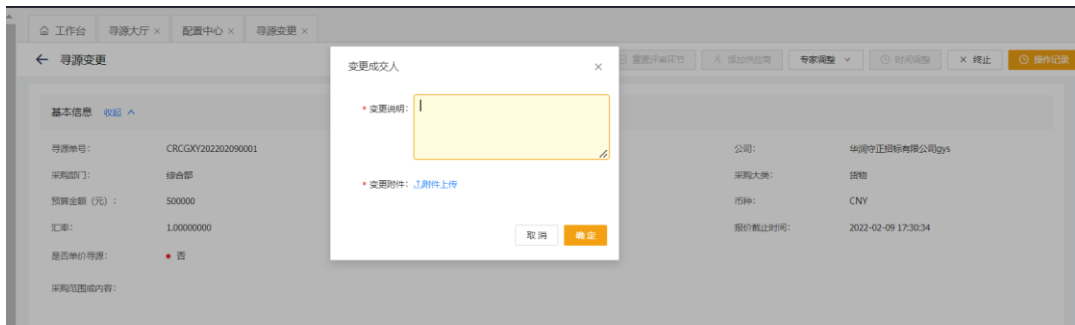 工作台 寻源大厅 × 配置中心 × 寻源变更 ×
← 寻源变更
重置评审环节 添加供应商 专家调整 时间调整 × 终止 操作记录
变更成交人 ×
* 变更说明:
* 变更附件: 附件上传
取消 确定
基本信息 收起
寻源单号: CRCGXY202202090001 公司: 华润守正招标有限公司gys
采购部门: 综合部 采购大类: 货物
预算金额（元）: 500000 币种: CNY
汇率: 1.00000000 报价截止时间: 2022-02-09 17:30:34
是否单价寻源: 否
采购范围或内容: